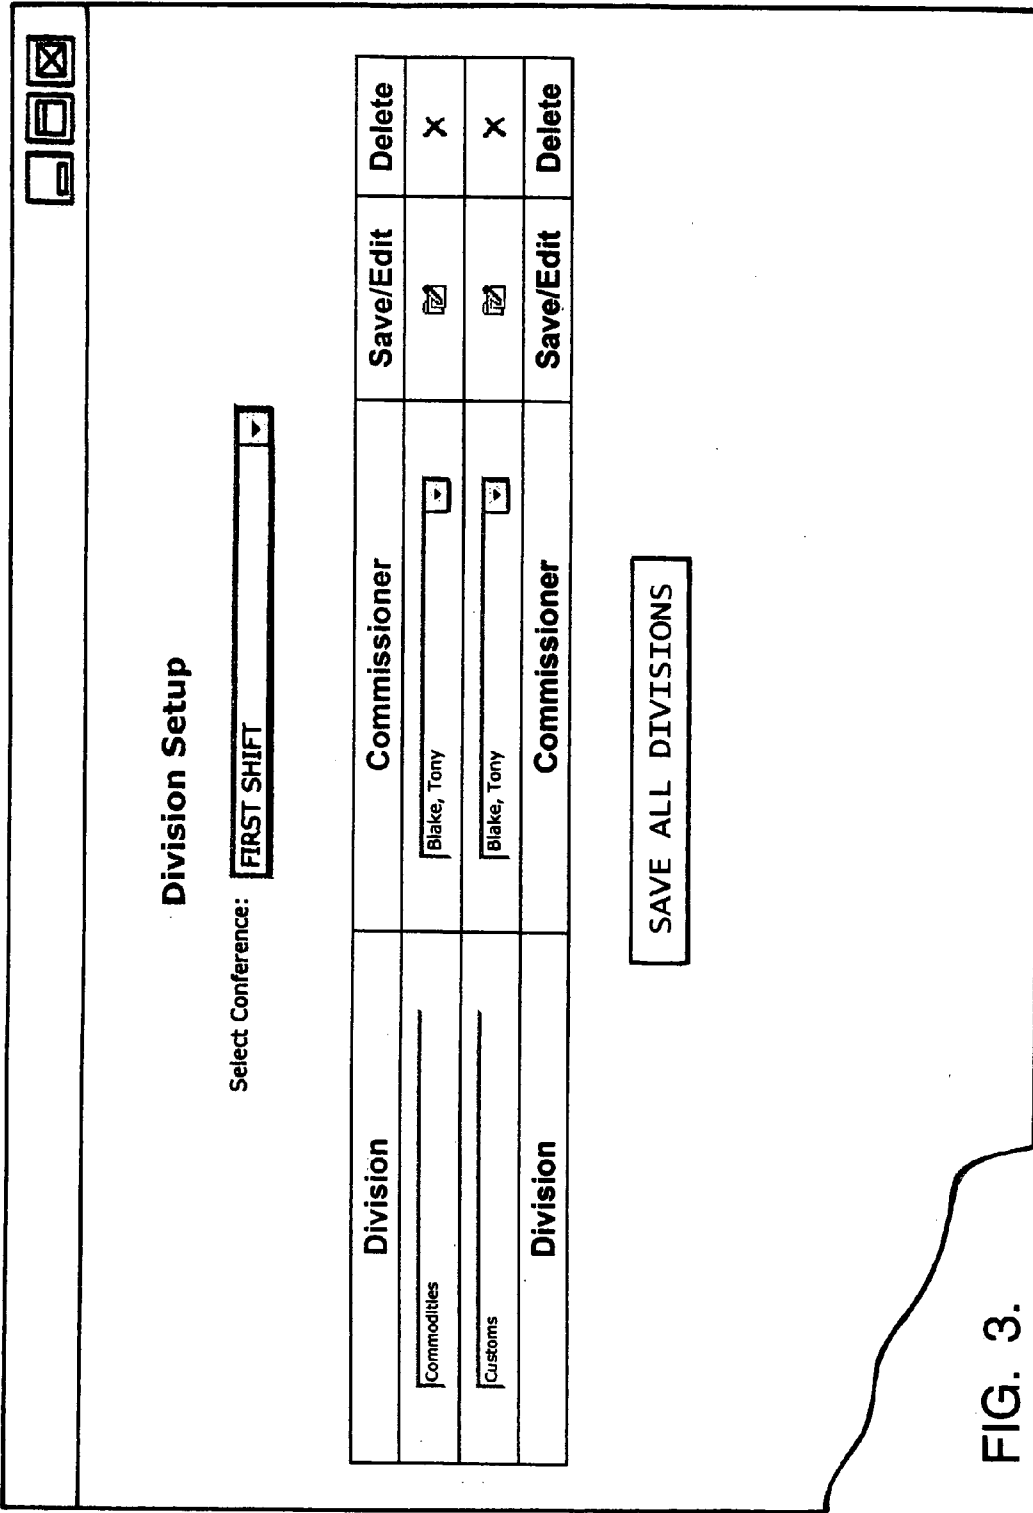 Division Setup
Select Conference: FIRST SHIFT
Division Commissioner Save/Edit Delete
Commodities Blake, Tony X
Customs Blake, Tony X
Division Commissioner Save/Edit Delete
SAVE ALL DIVISIONS
FIG. 3.